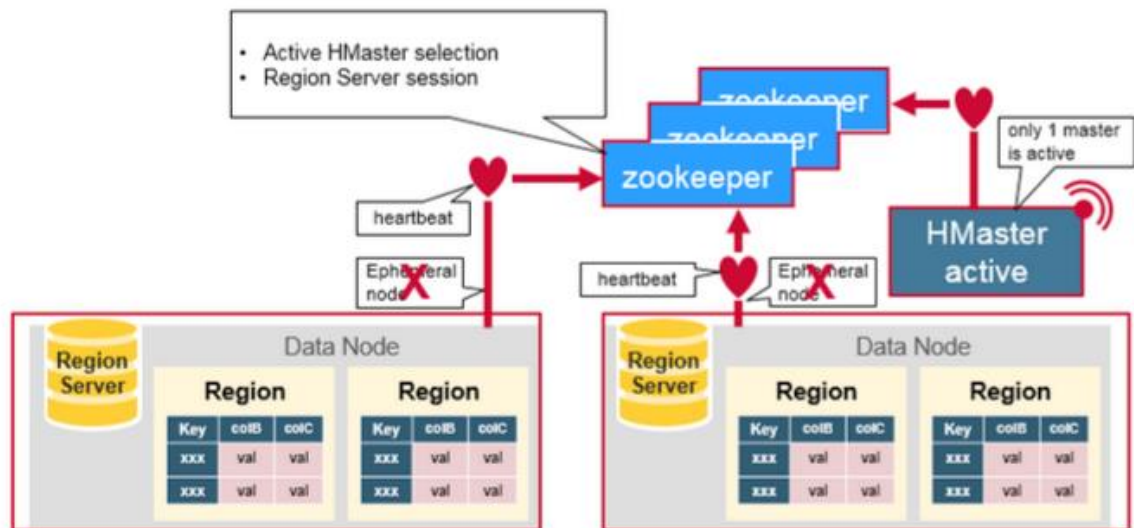 • Active HMaster selection
• Region Server session
zookeeper
zookeeper
zookeeper
only 1 master
is active
heartbeat
HMaster
active
Ephemeral
node
heartbeat
Ephemeral
node
Region
Server
Data Node
Region
Region
Key colB colC
xxx val val
xxx val val
Key colB colC
xxx val val
xxx val val
Region
Server
Data Node
Region
Region
Key colB colC
xxx val val
xxx val val
Key colB colC
xxx val val
xxx val val